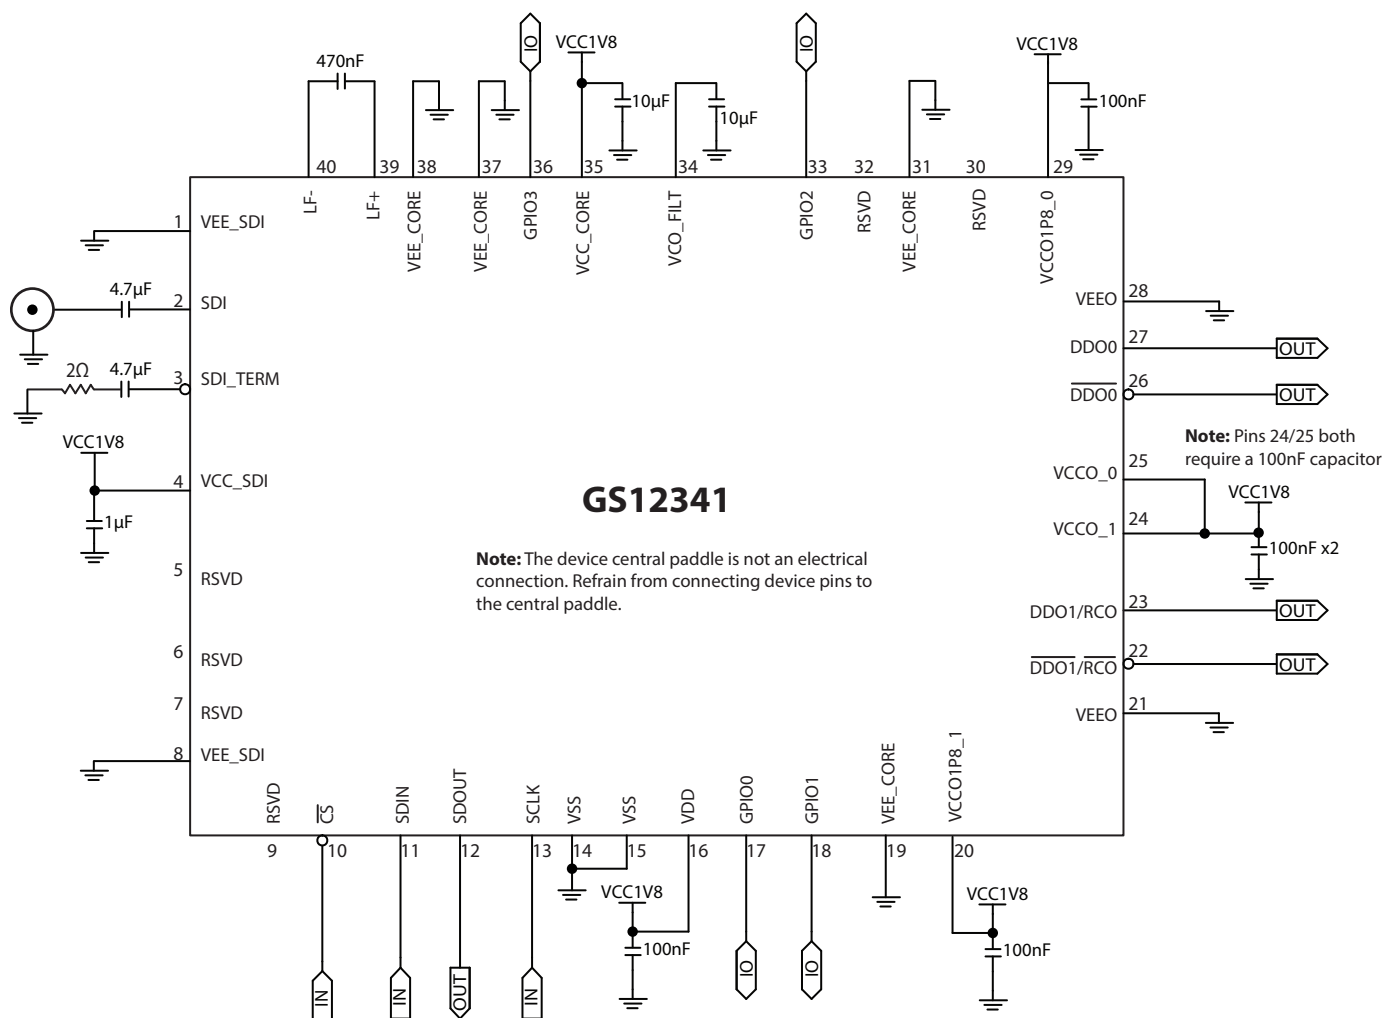 IO
VCC1V8
IO
VCC1V8
470nF
10µF
10µF
100nF
40
39
38
37
36
35
34
33
32
31
30
29
LF-
LF+
VEE_CORE
VEE_CORE
GPIO3
VCC_CORE
VCO_FILT
GPIO2
RSVD
VEE_CORE
RSVD
VCCO1P8_0
1
VEE_SDI
4.7µF
2
SDI
2Ω
4.7µF
3
SDI_TERM
VCC1V8
4
VCC_SDI
1µF
5
RSVD
6
RSVD
7
RSVD
8
VEE_SDI
GS12341
Note: The device central paddle is not an electrical
connection. Refrain from connecting device pins to
the central paddle.
VEEO
28
DDO0
27
OUT
DDO0
26
OUT
Note: Pins 24/25 both
require a 100nF capacitor
VCCO_0
25
VCC1V8
VCCO_1
24
100nF x2
DDO1/RCO
23
OUT
DDO1/RCO
22
OUT
VEEO
21
RSVD
CS
SDIN
SDOUT
SCLK
VSS
VSS
VDD
GPIO0
GPIO1
VEE_CORE
VCCO1P8_1
9
10
11
12
13
14
15
16
17
18
19
20
VCC1V8
VCC1V8
100nF
100nF
IN
IN
OUT
IN
IO
IO